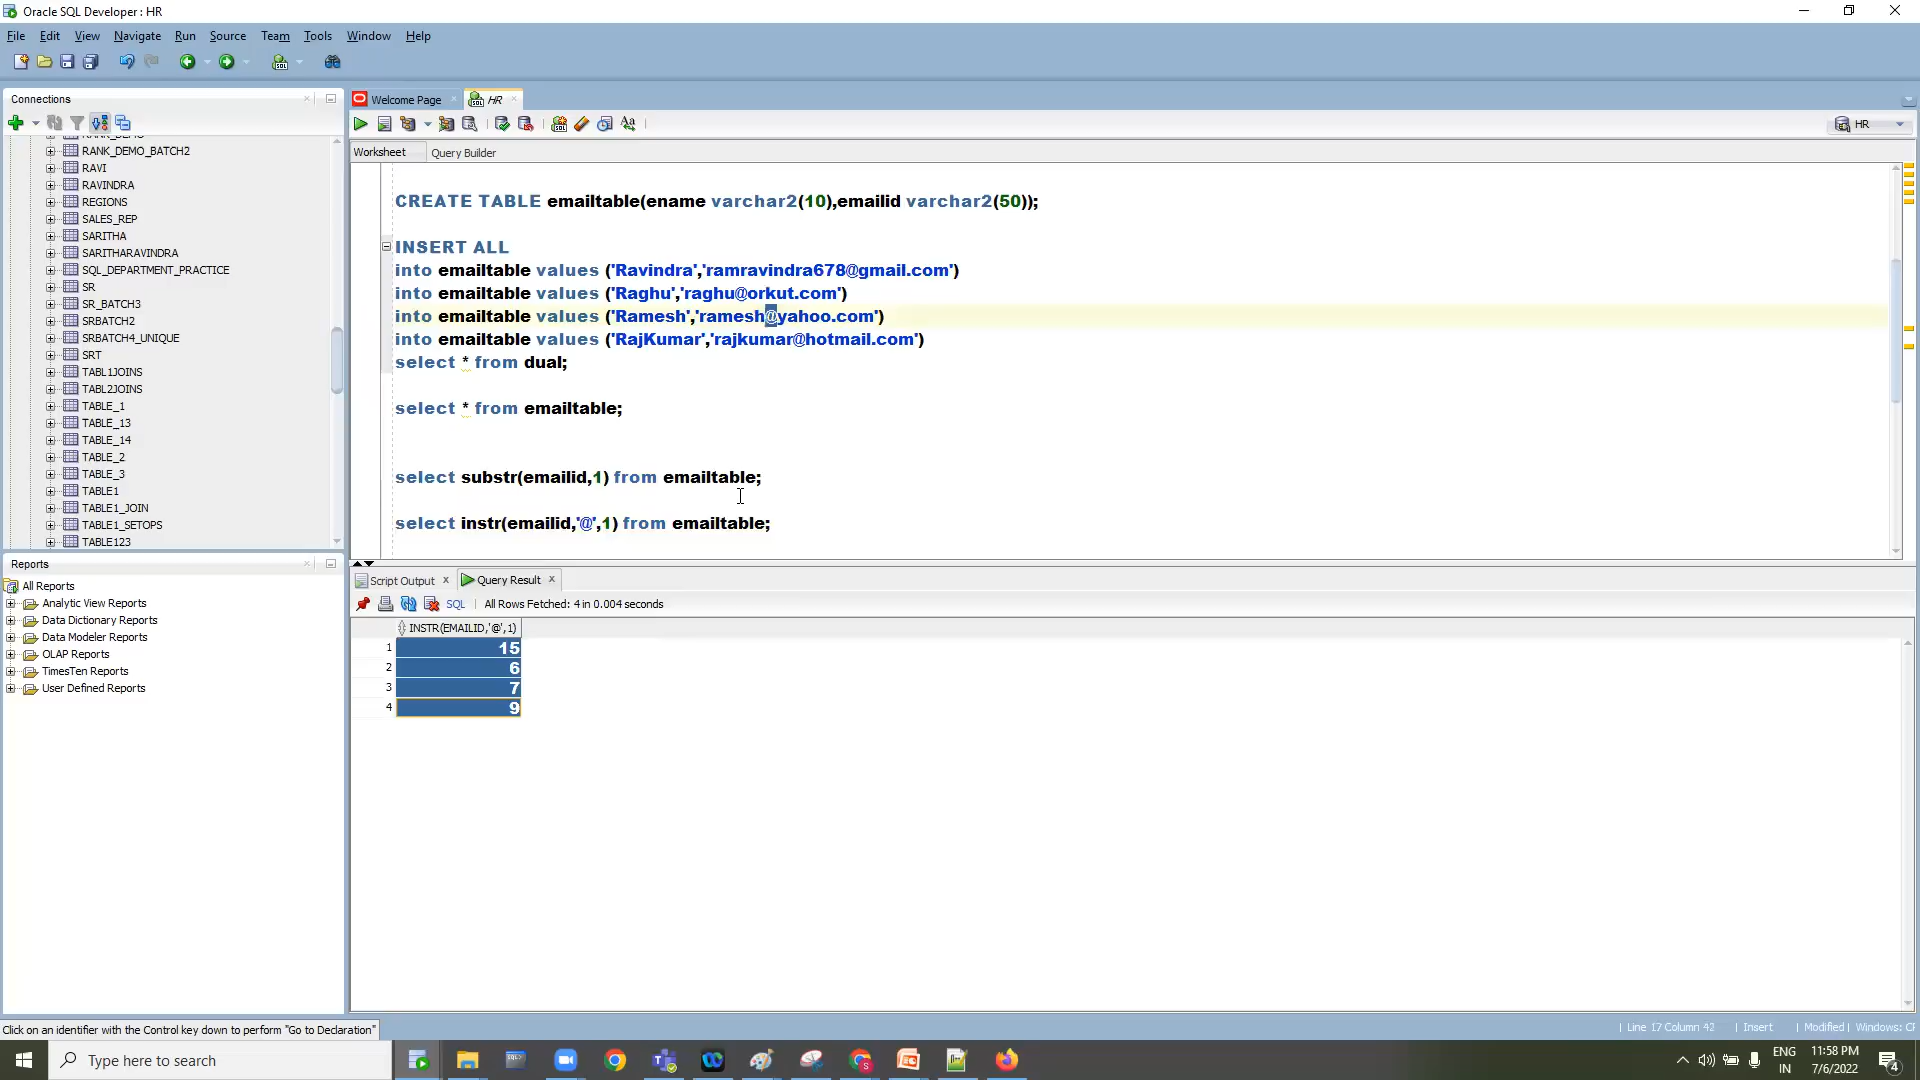 Oracle SQL Developer : HR
File Edit View Navigate Run Source Team Tools Window Help
Connections
RANK_DEMO_BATCH2
RAVI
RAVINDRA
REGIONS
SALES_REP
SARITHA
SARITHARAVINDRA
SQL_DEPARTMENT_PRACTICE
SR
SR_BATCH3
SRBATCH2
SRBATCH4_UNIQUE
SRT
TABL1JOINS
TABL2JOINS
TABLE_1
TABLE_13
TABLE_14
TABLE_2
TABLE_3
TABLE1
TABLE1_JOIN
TABLE1_SETOPS
TABLE123
Reports
All Reports
Analytic View Reports
Data Dictionary Reports
Data Modeler Reports
OLAP Reports
TimesTen Reports
User Defined Reports
Welcome Page HR
HR
Worksheet Query Builder
CREATE TABLE emailtable(ename varchar2(10),emailid varchar2(50));
INSERT ALL
into emailtable values ('Ravindra','ramravindra678@gmail.com')
into emailtable values ('Raghu','raghu@orkut.com')
into emailtable values ('Ramesh','ramesh@yahoo.com')
into emailtable values ('RajKumar','rajkumar@hotmail.com')
select * from dual;
select * from emailtable;
select substr(emailid,1) from emailtable;
select instr(emailid,'@',1) from emailtable;
Script Output Query Result
SQL All Rows Fetched: 4 in 0.004 seconds
INSTR(EMAILID,'@',1)
1 15
2 6
3 7
4 9
Click on an identifier with the Control key down to perform "Go to Declaration"
Line 17 Column 42 Insert Modified Windows: CF
Type here to search
ENG
IN
11:58 PM
7/6/2022
4